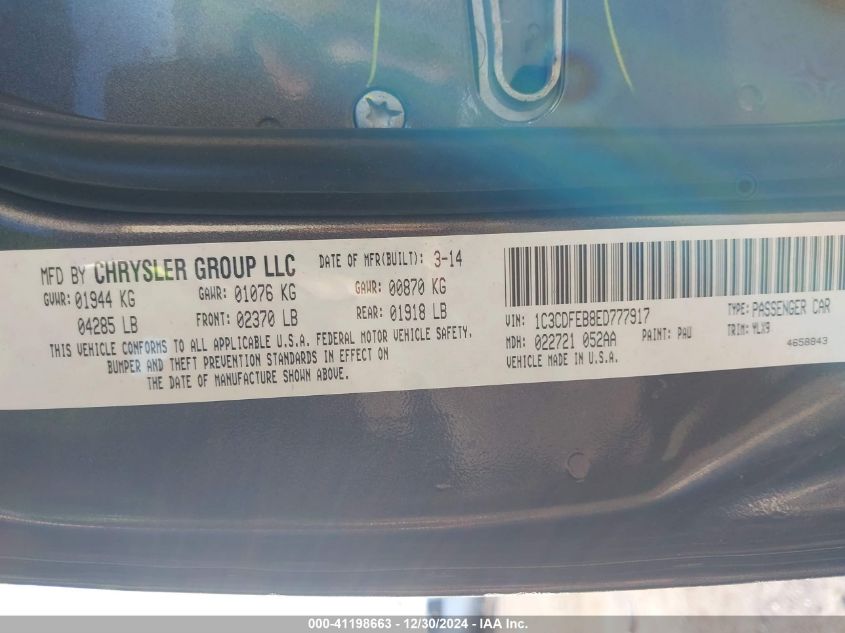 MFD BY CHRYSLER GROUP LLC DATE OF MFR(BUILT): 3-14
GVWR: 01944 KG GAWR: 01076 KG GAWR: 00870 KG
04285 LB FRONT: 02370 LB REAR: 01918 LB
THIS VEHICLE CONFORMS TO ALL APPLICABLE U.S.A. FEDERAL MOTOR VEHICLE SAFETY,
BUMPER AND THEFT PREVENTION STANDARDS IN EFFECT ON
THE DATE OF MANUFACTURE SHOWN ABOVE.
VIN: 1C3CDFEB8ED777917 TYPE: PASSENGER CAR
MDH: 022721 052AA PAINT: PAU TRIM: YLX9
VEHICLE MADE IN U.S.A. 4658843
000-41198663 - 12/30/2024 - IAA Inc.